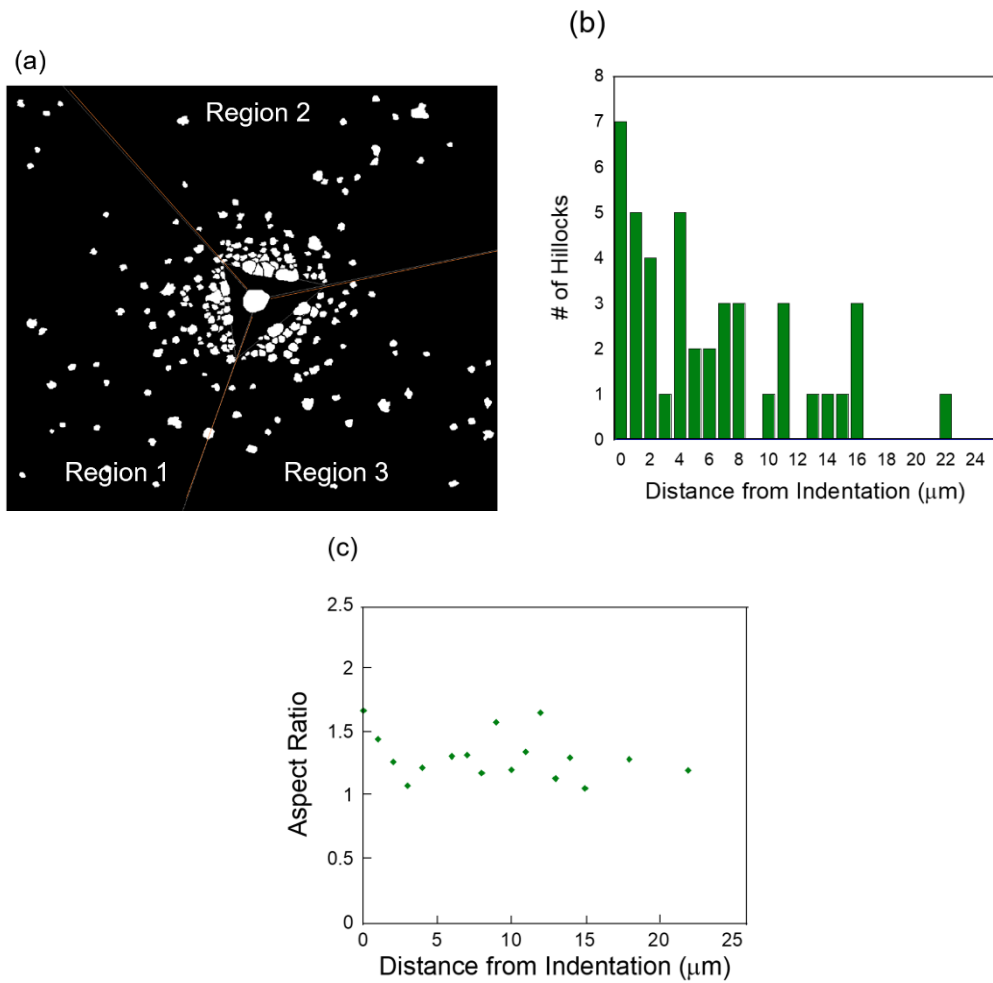 (a)
Region 2
Region 1
Region 3
(b)
8
7
6
5
4
3
2
1
0
# of Hillocks
0 2 4 6 8 10 12 14 16 18 20 22 24
Distance from Indentation (μm)
(c)
2.5
2
1.5
1
0.5
0
Aspect Ratio
0 5 10 15 20 25
Distance from Indentation (μm)